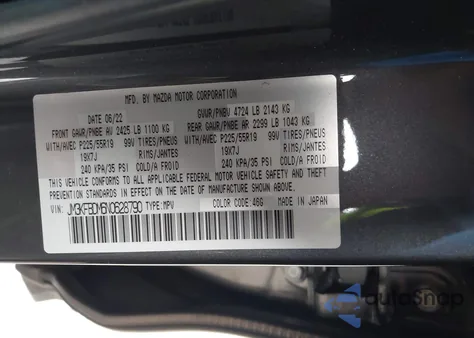 MFD. BY MAZDA MOTOR CORPORATION
DATE 06/22 GVWR/PNBV 4724 LB 2143 KG
FRONT GAWR/PNBE AV 2425 LB 1100 KG REAR GAWR/PNBE AR 2299 LB 1043 KG
WITH/AVEC P225/55R19 TIRES/PNEUS WITH/AVEC P225/55R19 TIRES/PNEUS
19X7J RIMS/JANTES 19X7J RIMS/JANTES
240 KPA/35 PSI COLD/A FROID 240 KPA/35 PSI COLD/A FROID
THIS VEHICLE CONFORMS TO ALL APPLICABLE FEDERAL MOTOR VEHICLE SAFETY, BUMPER, AND THEFT
PREVENTION STANDARDS IN EFFECT ON THE DATE OF MANUFACTURE SHOWN ABOVE.
VIN: JM3KFBDM5N0628790 TYPE: MPV COLOR CODE: 46G MADE IN JAPAN
autoSnap